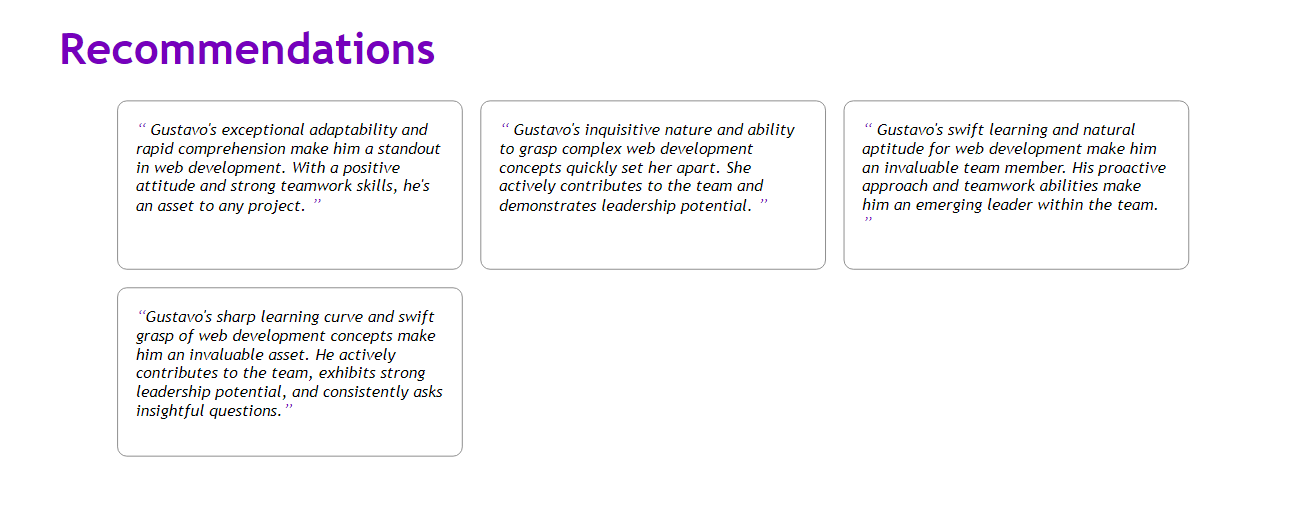 Recommendations
“ Gustavo's exceptional adaptability and
rapid comprehension make him a standout
in web development. With a positive
attitude and strong teamwork skills, he's
an asset to any project. ”
“ Gustavo's inquisitive nature and ability
to grasp complex web development
concepts quickly set her apart. She
actively contributes to the team and
demonstrates leadership potential. ”
“ Gustavo's swift learning and natural
aptitude for web development make him
an invaluable team member. His proactive
approach and teamwork abilities make
him an emerging leader within the team.
”
“Gustavo's sharp learning curve and swift
grasp of web development concepts make
him an invaluable asset. He actively
contributes to the team, exhibits strong
leadership potential, and consistently asks
insightful questions.”